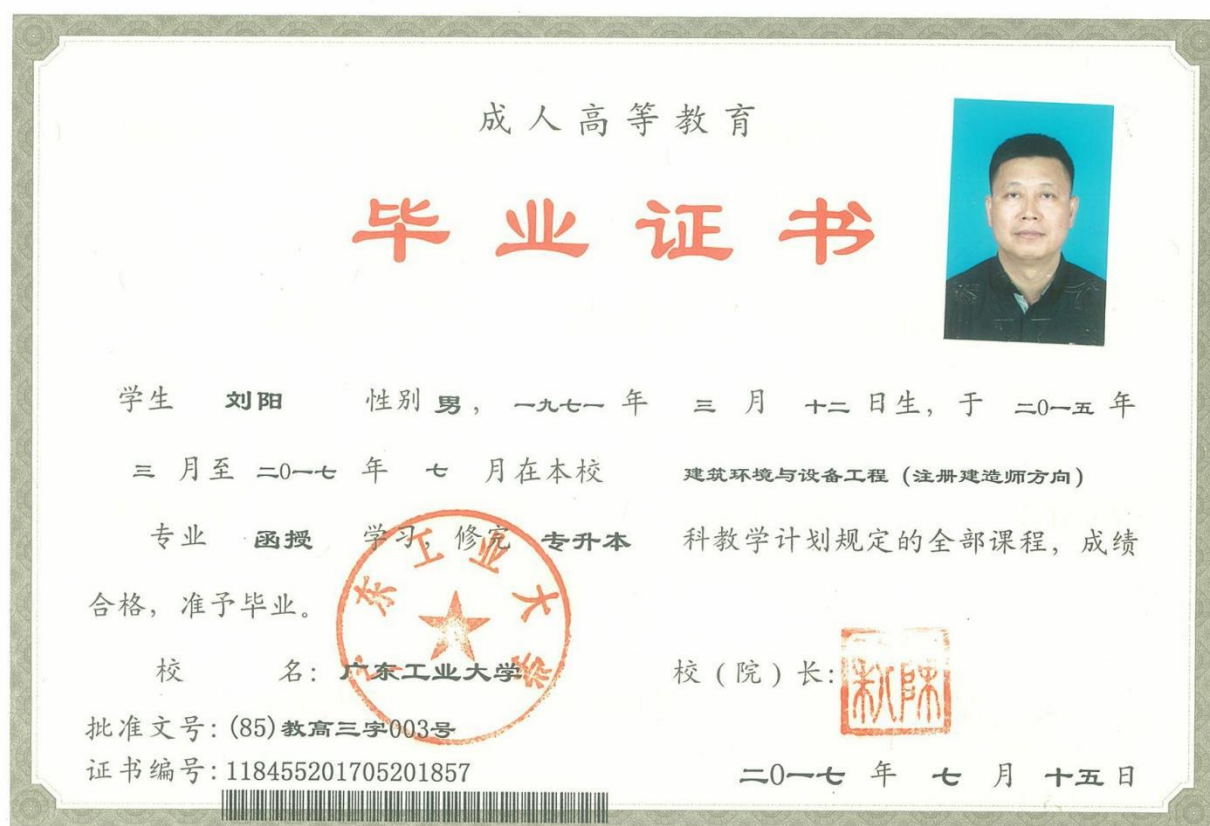 成人高等教育
毕业证书
学生 刘阳 性别 男，一九七一 年 三 月 十二 日生，于 二0一五 年
三 月至 二0一七 年 七 月在本校 建筑环境与设备工程（注册建造师方向）
专业 函授 学习，修完 专升本 科教学计划规定的全部课程，成绩
合格，准予毕业。
广东工业大学
校 名：广东工业大学 校（院）长：
批准文号：(85)教高三字003号
证书编号：118455201705201857
二0一七 年 七 月 十五 日